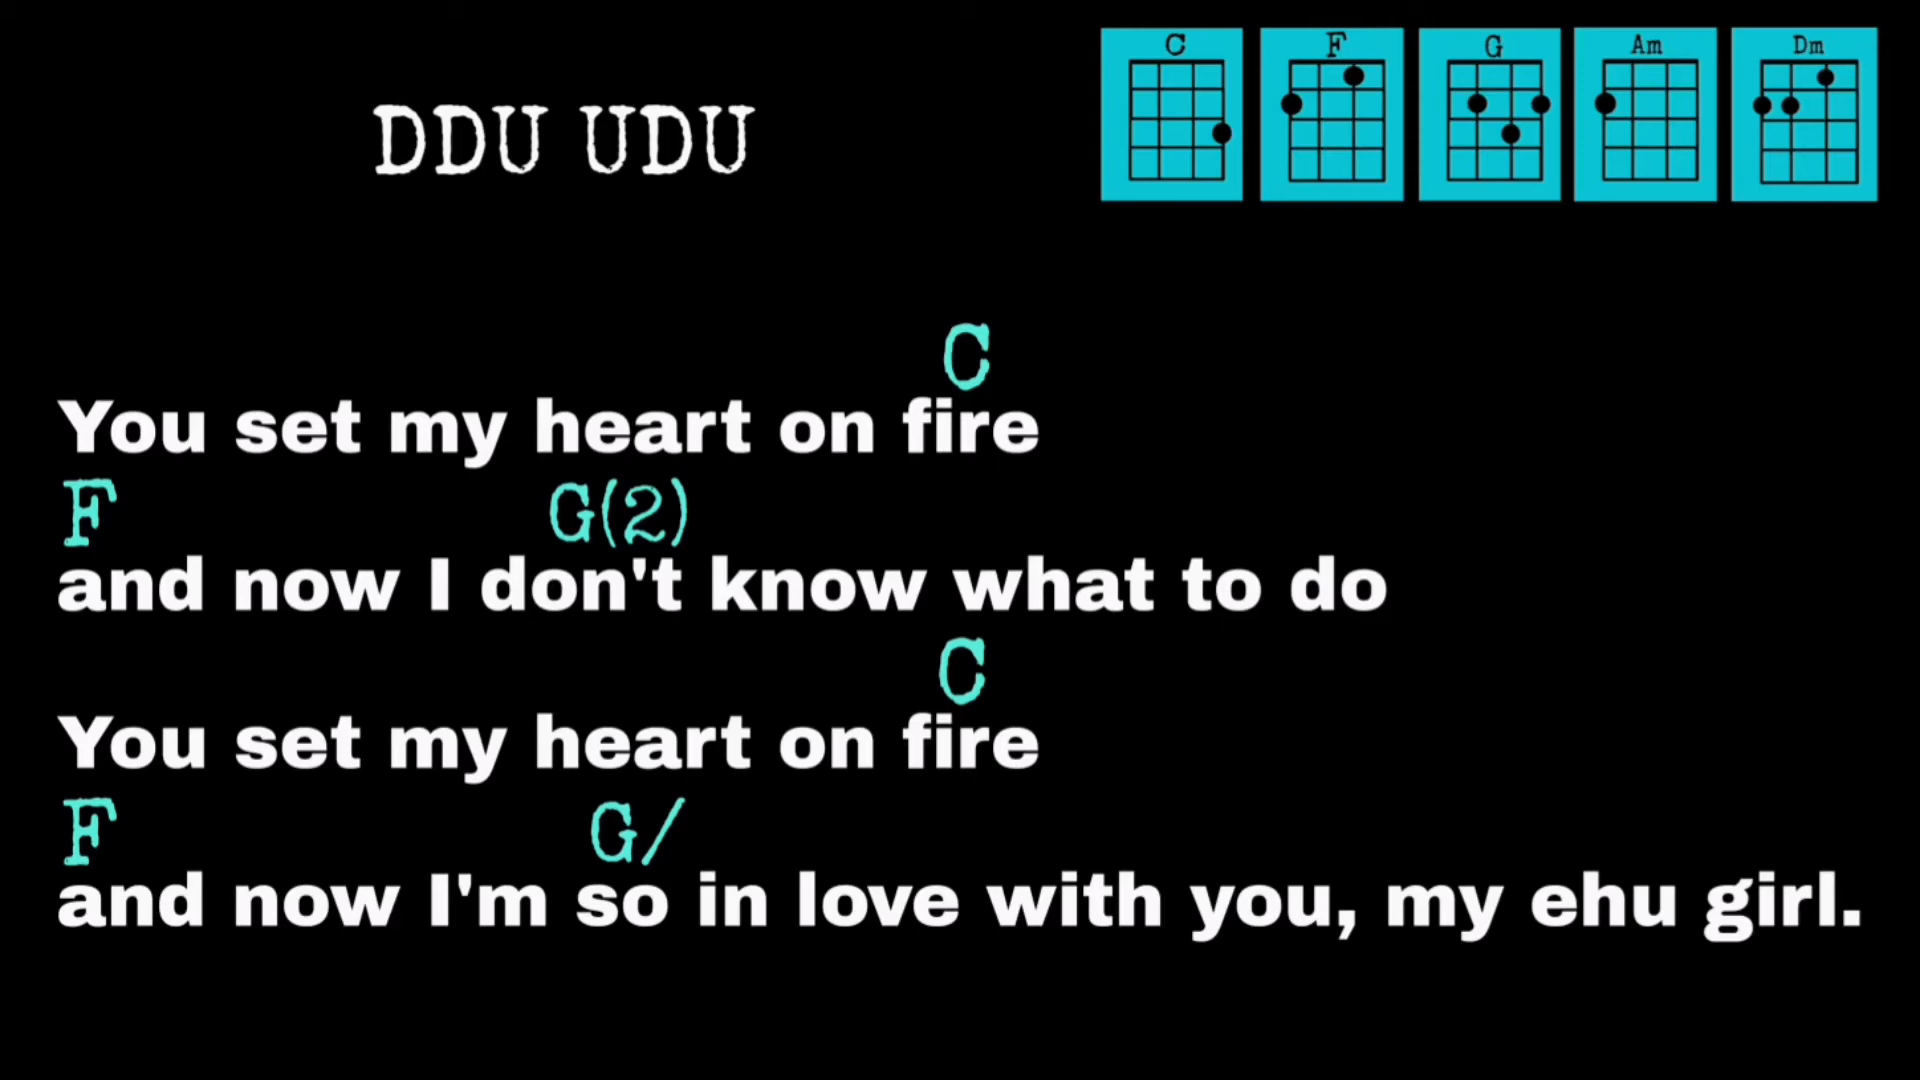 C F G Am Dm
DDU UDU
C
You set my heart on fire
F G(2)
and now I don't know what to do
C
You set my heart on fire
F G/
and now I'm so in love with you, my ehu girl.